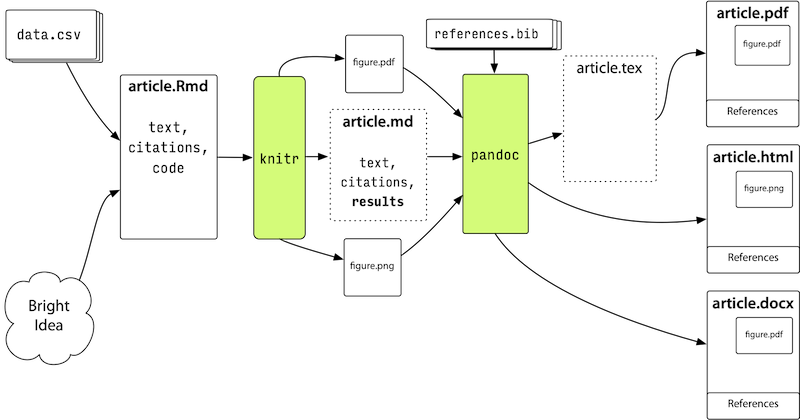 data.csv
article.Rmd
text,
citations,
code
Bright
Idea
knitr
figure.pdf
article.md
text,
citations,
results
figure.png
references.bib
pandoc
article.tex
article.pdf
figure.pdf
References
article.html
figure.png
References
article.docx
figure.pdf
References